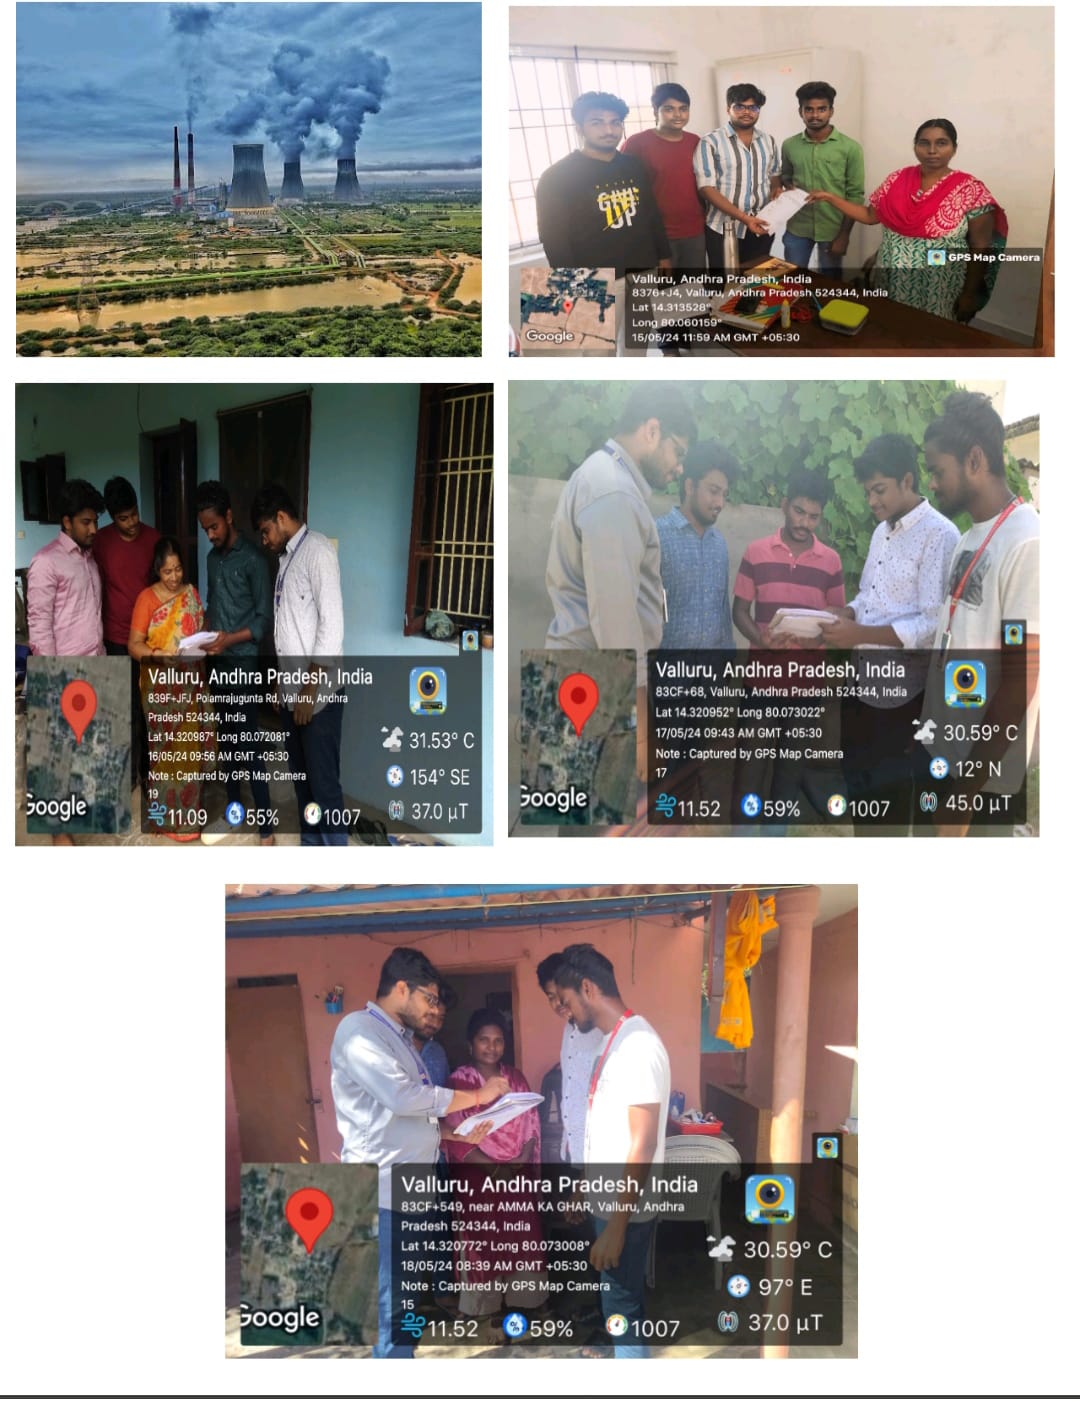 GIVE
UP
GPS Map Camera
Valluru, Andhra Pradesh, India
8376+J4, Valluru, Andhra Pradesh 524344, India
Lat 14.313528°
Long 80.060159°
15/05/24 11:59 AM GMT +05:30
Google
Valluru, Andhra Pradesh, India
839F+JFJ, Polamrajugunta Rd, Valluru, Andhra
Pradesh 524344, India
Lat 14.320987° Long 80.072081°
16/05/24 09:56 AM GMT +05:30
Note : Captured by GPS Map Camera
19
11.09 55% 1007
31.53° C
154° SE
37.0 µT
Google
Valluru, Andhra Pradesh, India
83CF+68, Valluru, Andhra Pradesh 524344, India
Lat 14.320952° Long 80.073022°
17/05/24 09:43 AM GMT +05:30
Note : Captured by GPS Map Camera
17
11.52 59% 1007
30.59° C
12° N
45.0 µT
Google
Valluru, Andhra Pradesh, India
83CF+549, near AMMA KA GHAR, Valluru, Andhra
Pradesh 524344, India
Lat 14.320772° Long 80.073008°
18/05/24 08:39 AM GMT +05:30
Note : Captured by GPS Map Camera
15
11.52 59% 1007
30.59° C
97° E
37.0 µT
Google